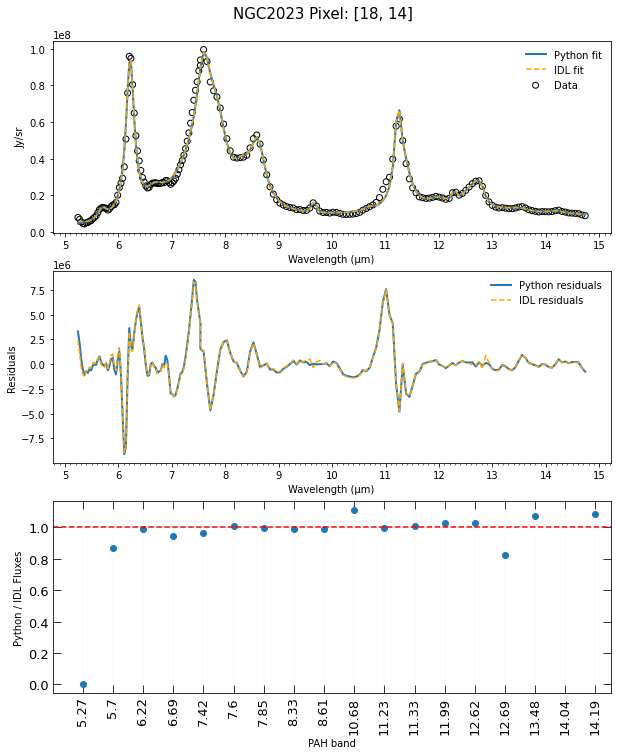 NGC2023 Pixel: [18, 14]
1e8
1.0
0.8
0.6
0.4
0.2
0.0
Jy/sr
Python fit
IDL fit
Data
5 6 7 8 9 10 11 12 13 14 15
Wavelength (μm)
1e6
7.5
5.0
2.5
0.0
−2.5
−5.0
−7.5
Residuals
Python residuals
IDL residuals
5 6 7 8 9 10 11 12 13 14 15
Wavelength (μm)
1.0
0.8
0.6
0.4
0.2
0.0
Python / IDL Fluxes
5.27 5.7 6.22 6.69 7.42 7.6 7.85 8.33 8.61 10.68 11.23 11.33 11.99 12.62 12.69 13.48 14.04 14.19
PAH band